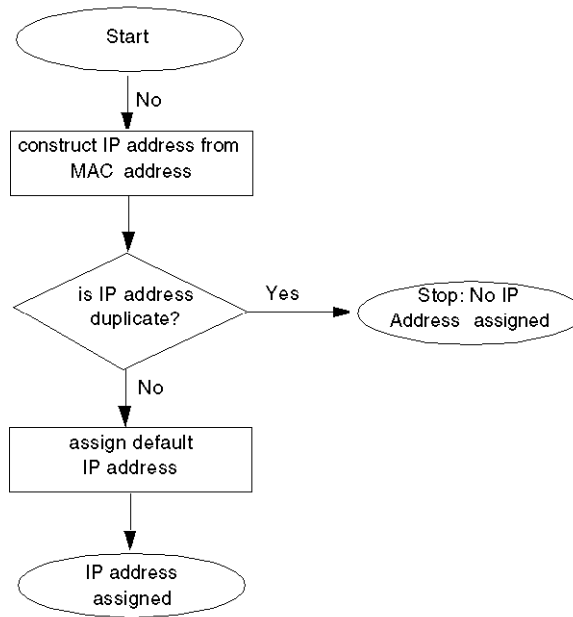 Start
No
construct IP address from
MAC address
is IP address
duplicate?
Yes
Stop: No IP
Address assigned
No
assign default
IP address
IP address
assigned